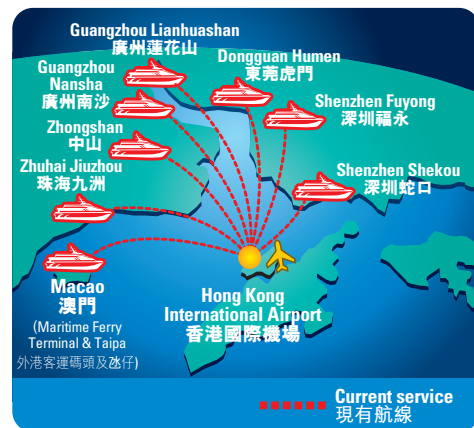 Guangzhou Lianhuashan
廣州蓮花山
Guangzhou
Nansha
廣州南沙
Dongguan Humen
東莞虎門
Zhongshan
中山
Shenzhen Fuyong
深圳福永
Zhuhai Jiuzhou
珠海九洲
Shenzhen Shekou
深圳蛇口
Macao
澳門
(Maritime Ferry
Terminal & Taipa
外港客運碼頭及氹仔)
Hong Kong
International Airport
香港國際機場
Current service
現有航線